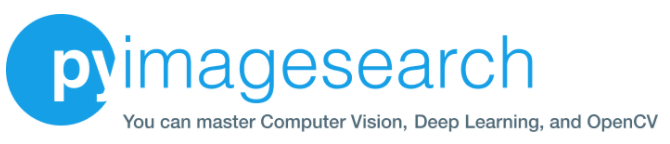 pyimagesearch
You can master Computer Vision, Deep Learning, and OpenCV